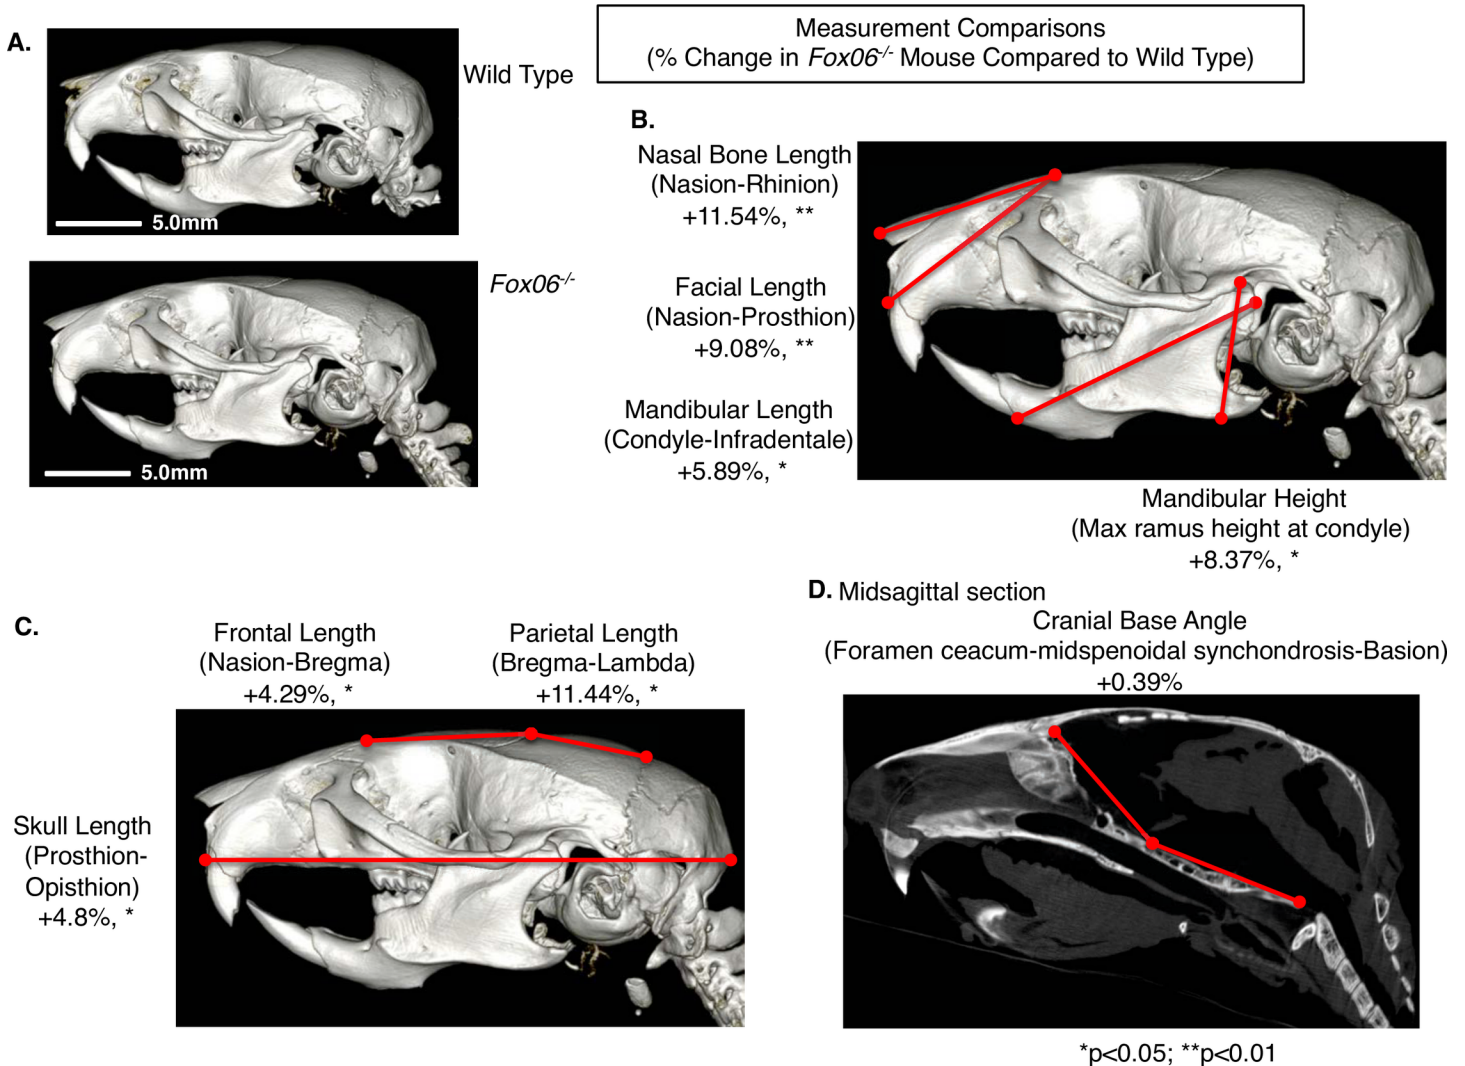 A.
Wild Type
5.0mm
Fox06-/-
5.0mm
Measurement Comparisons
(% Change in Fox06-/- Mouse Compared to Wild Type)
B.
Nasal Bone Length
(Nasion-Rhinion)
+11.54%, **
Facial Length
(Nasion-Prosthion)
+9.08%, **
Mandibular Length
(Condyle-Infradentale)
+5.89%, *
Mandibular Height
(Max ramus height at condyle)
+8.37%, *
C.
Frontal Length
(Nasion-Bregma)
+4.29%, *
Parietal Length
(Bregma-Lambda)
+11.44%, *
Skull Length
(Prosthion-
Opisthion)
+4.8%, *
D. Midsagittal section
Cranial Base Angle
(Foramen ceacum-midspenoidal synchondrosis-Basion)
+0.39%
*p<0.05; **p<0.01